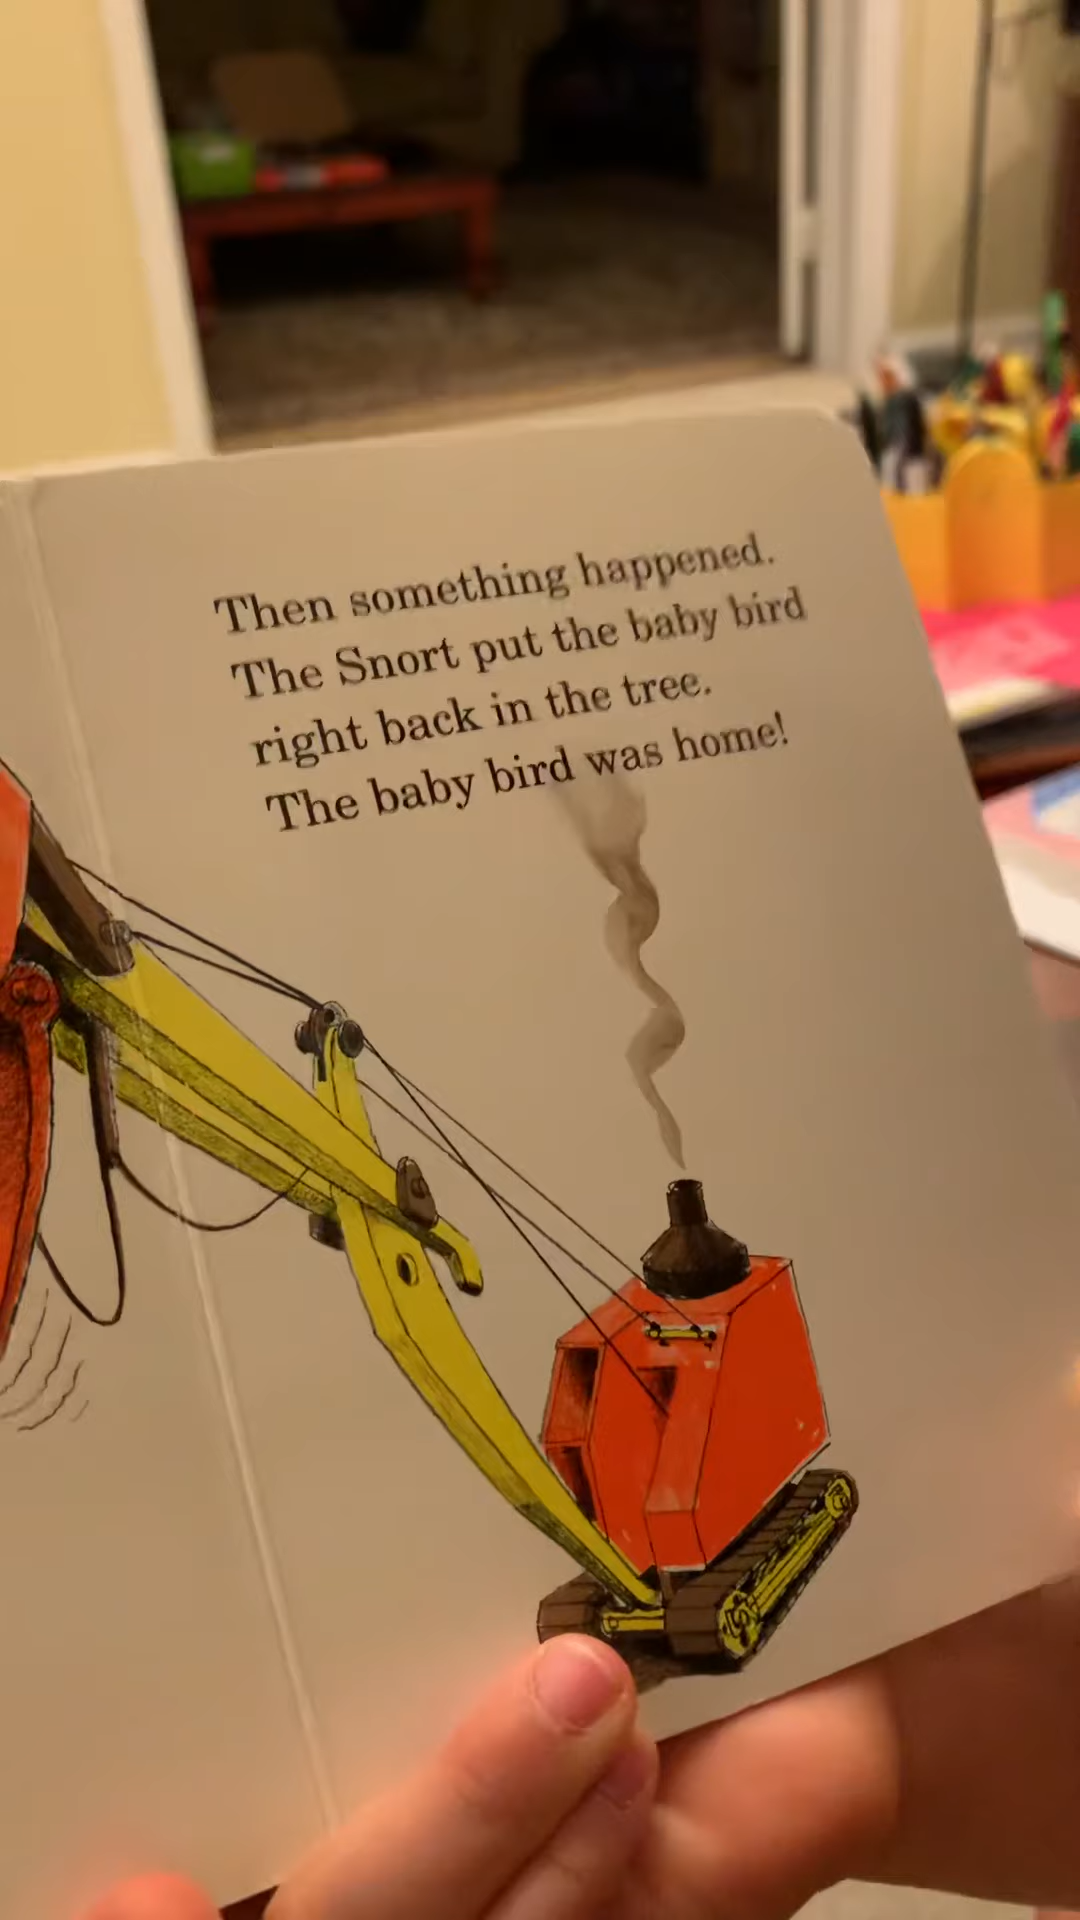 Then something happened.
The Snort put the baby bird
right back in the tree.
The baby bird was home!